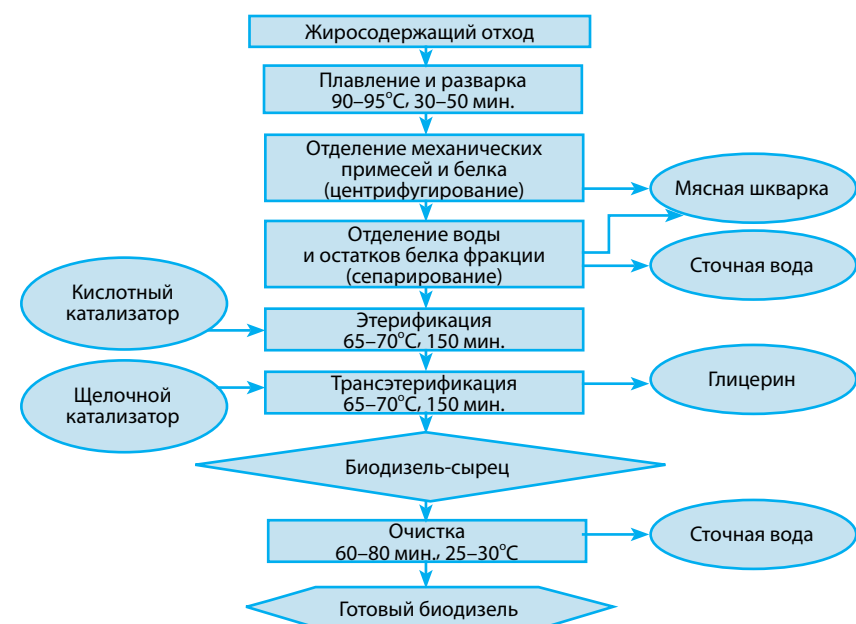 Жиросодержащий отход
Плавление и разварка
90–95°С, 30–50 мин.
Отделение механических
примесей и белка
(центрифугирование)
Мясная шкварка
Отделение воды
и остатков белка фракции
(сепарирование)
Сточная вода
Кислотный
катализатор
Этерификация
65–70°С, 150 мин.
Щелочной
катализатор
Трансэтерификация
65–70°С, 150 мин.
Глицерин
Биодизель-сырец
Очистка
60–80 мин., 25–30°С
Сточная вода
Готовый биодизель